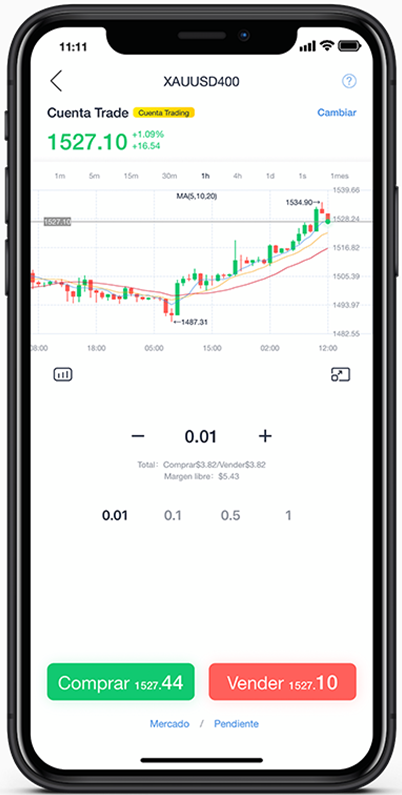 11:11
XAUUSD400
?
Cuenta Trade Cuenta Trading Cambiar
1527.10 +1.09%
+16.54
1m 5m 15m 30m 1h 4h 1d 1s 1mes
MA(5,10,20)
1539.66
1534.90→
1527.10
1528.24
1516.82
1505.39
1493.97
←1487.31
1482.55
08:00 18:00 05:00 15:00 02:00 12:00
− 0.01 +
Total: Comprar$3.82/Vender$3.82
Margen libre: $5.43
0.01 0.1 0.5 1
Comprar 1527.44 Vender 1527.10
Mercado / Pendiente